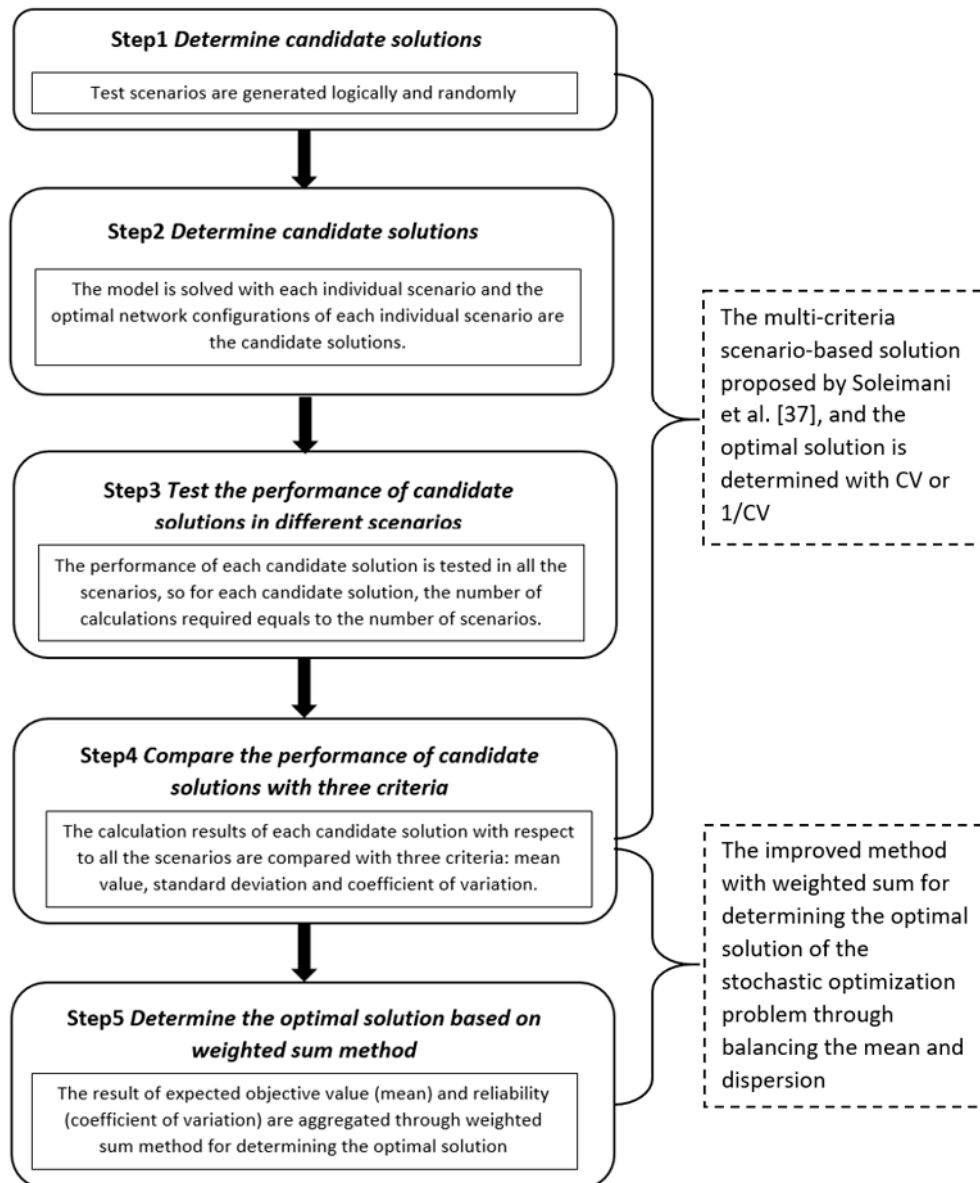 Step1 Determine candidate solutions
Test scenarios are generated logically and randomly
Step2 Determine candidate solutions
The model is solved with each individual scenario and the
optimal network configurations of each individual scenario are
the candidate solutions.
Step3 Test the performance of candidate
solutions in different scenarios
The performance of each candidate solution is tested in all the
scenarios, so for each candidate solution, the number of
calculations required equals to the number of scenarios.
Step4 Compare the performance of candidate
solutions with three criteria
The calculation results of each candidate solution with respect
to all the scenarios are compared with three criteria: mean
value, standard deviation and coefficient of variation.
Step5 Determine the optimal solution based on
weighted sum method
The result of expected objective value (mean) and reliability
(coefficient of variation) are aggregated through weighted
sum method for determining the optimal solution
The multi-criteria
scenario-based solution
proposed by Soleimani
et al. [37], and the
optimal solution is
determined with CV or
1/CV
The improved method
with weighted sum for
determining the optimal
solution of the
stochastic optimization
problem through
balancing the mean and
dispersion